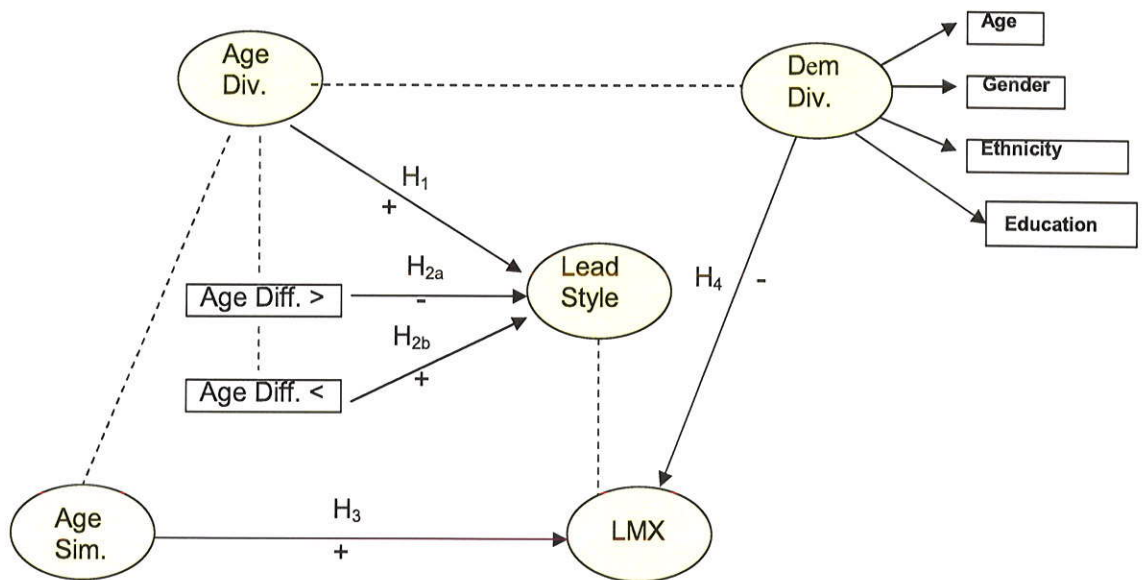 Age
Div.
Dem
Div.
Age
Gender
Ethnicity
Education
H1
+
H2a
-
Age Diff. >
Lead
Style
H4
-
H2b
+
Age Diff. <
Age
Sim.
H3
+
LMX